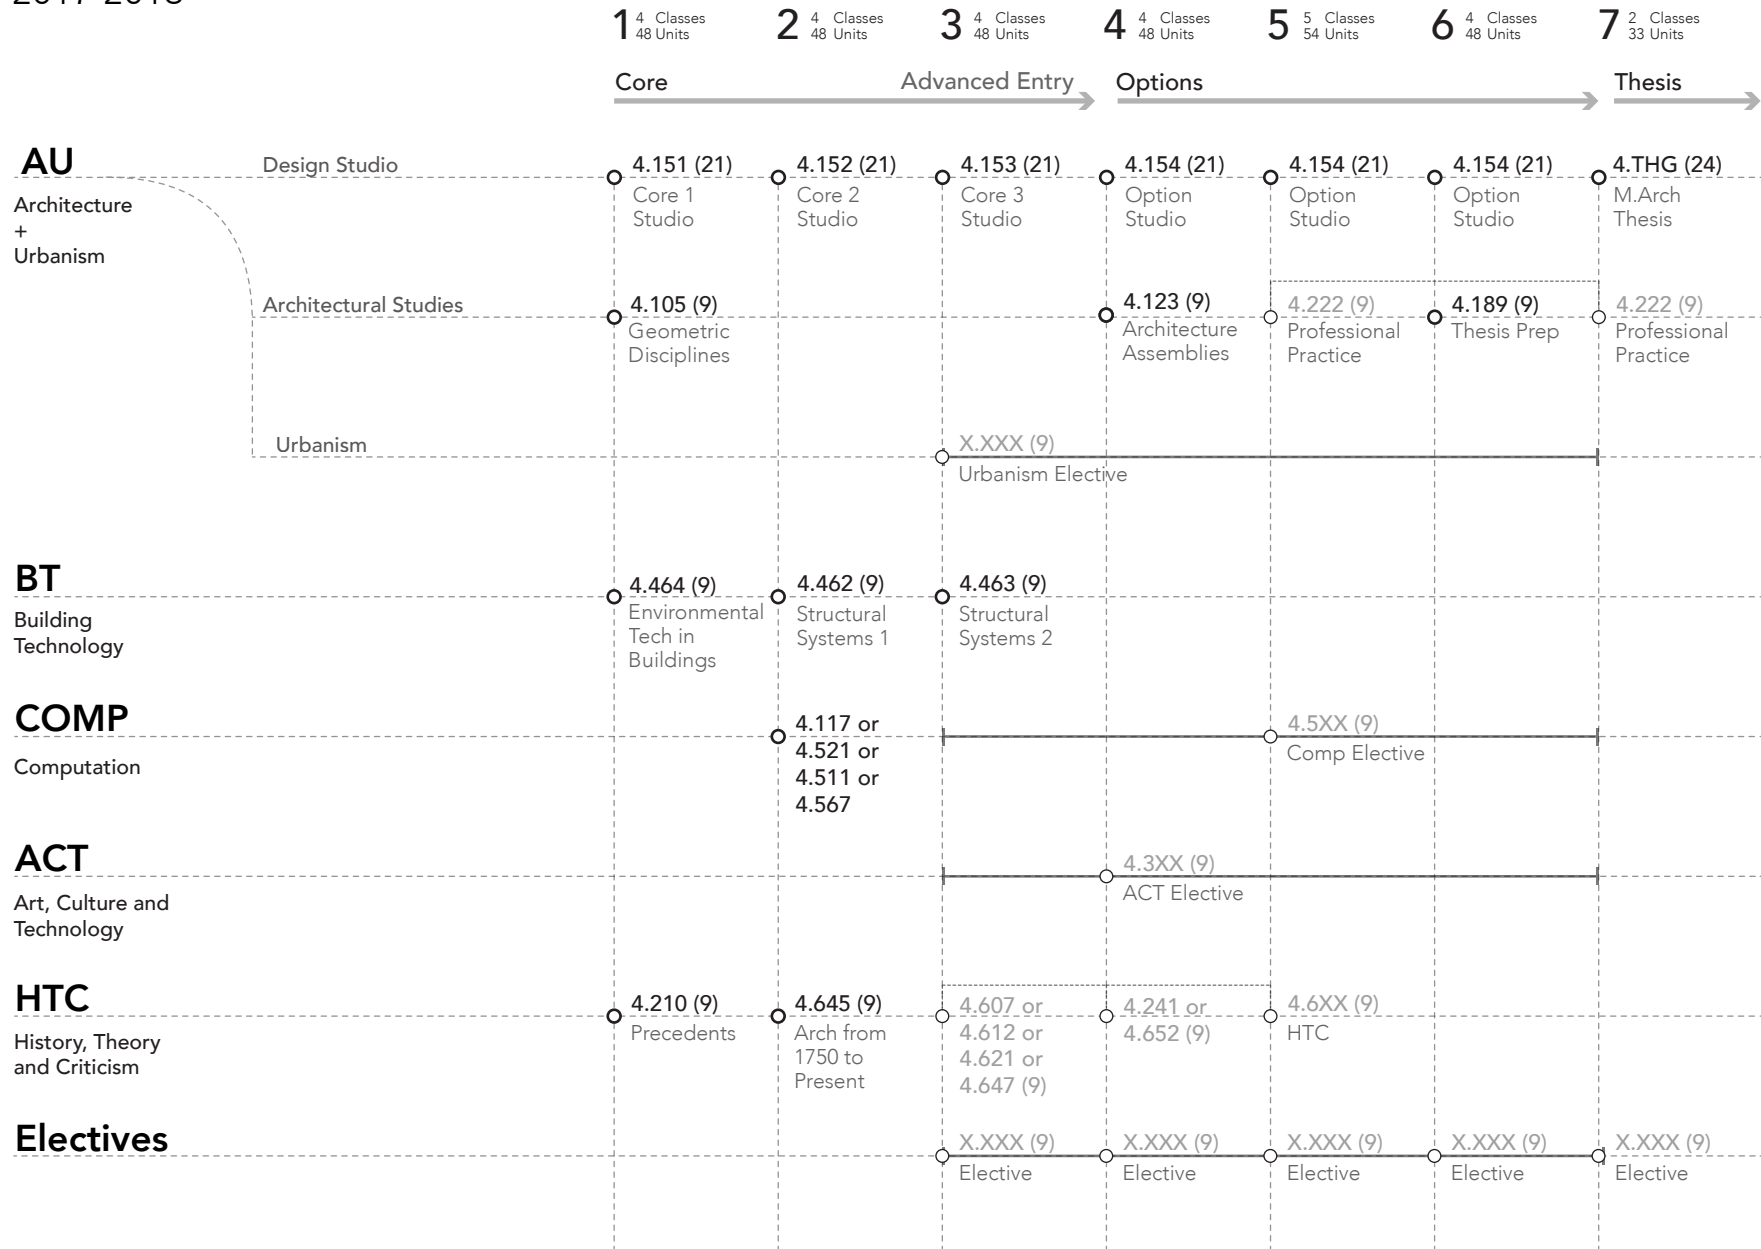 1 4 Classes 48 Units
2 4 Classes 48 Units
3 4 Classes 48 Units
4 4 Classes 48 Units
5 5 Classes 54 Units
6 4 Classes 48 Units
7 2 Classes 33 Units
Core
Advanced Entry
Options
Thesis
AU
Architecture
+
Urbanism
Design Studio
4.151 (21)
Core 1
Studio
4.152 (21)
Core 2
Studio
4.153 (21)
Core 3
Studio
4.154 (21)
Option
Studio
4.154 (21)
Option
Studio
4.154 (21)
Option
Studio
4.THG (24)
M.Arch
Thesis
Architectural Studies
4.105 (9)
Geometric
Disciplines
4.123 (9)
Architecture
Assemblies
4.222 (9)
Professional
Practice
4.189 (9)
Thesis Prep
4.222 (9)
Professional
Practice
Urbanism
X.XXX (9)
Urbanism Elective
BT
Building
Technology
4.464 (9)
Environmental
Tech in
Buildings
4.462 (9)
Structural
Systems 1
4.463 (9)
Structural
Systems 2
COMP
Computation
4.117 or
4.521 or
4.511 or
4.567
4.5XX (9)
Comp Elective
ACT
Art, Culture and
Technology
4.3XX (9)
ACT Elective
HTC
History, Theory
and Criticism
4.210 (9)
Precedents
4.645 (9)
Arch from
1750 to
Present
4.607 or
4.612 or
4.621 or
4.647 (9)
4.241 or
4.652 (9)
4.6XX (9)
HTC
Electives
X.XXX (9)
Elective
X.XXX (9)
Elective
X.XXX (9)
Elective
X.XXX (9)
Elective
X.XXX (9)
Elective